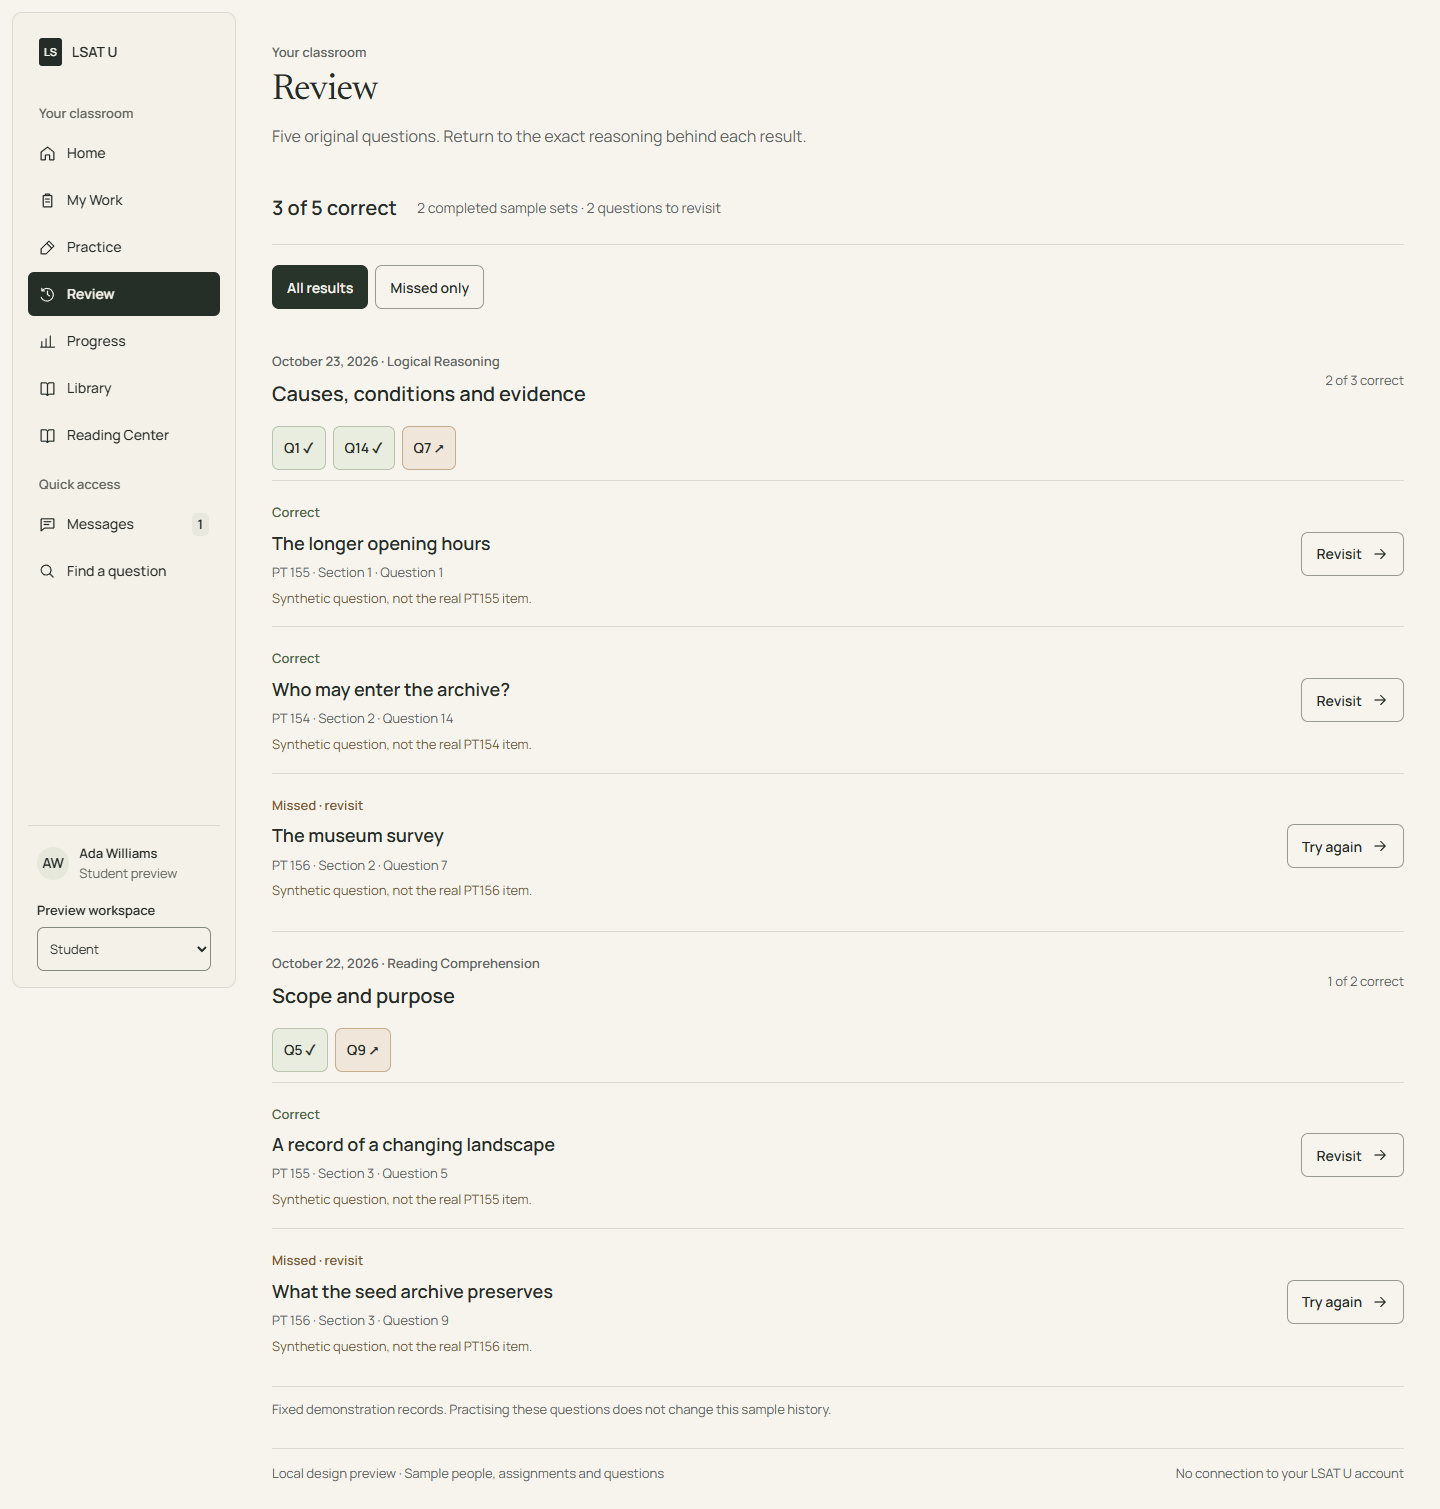 LS LSAT U
Your classroom
Home
My Work
Practice
Review
Progress
Library
Reading Center
Quick access
Messages 1
Find a question
AW Ada Williams
Student preview
Preview workspace
Student
Your classroom
Review
Five original questions. Return to the exact reasoning behind each result.
3 of 5 correct 2 completed sample sets · 2 questions to revisit
All results Missed only
October 23, 2026 · Logical Reasoning
Causes, conditions and evidence
2 of 3 correct
Q1 ✓ Q14 ✓ Q7 ↗
Correct
The longer opening hours
PT 155 · Section 1 · Question 1
Synthetic question, not the real PT155 item.
Revisit →
Correct
Who may enter the archive?
PT 154 · Section 2 · Question 14
Synthetic question, not the real PT154 item.
Revisit →
Missed · revisit
The museum survey
PT 156 · Section 2 · Question 7
Synthetic question, not the real PT156 item.
Try again →
October 22, 2026 · Reading Comprehension
Scope and purpose
1 of 2 correct
Q5 ✓ Q9 ↗
Correct
A record of a changing landscape
PT 155 · Section 3 · Question 5
Synthetic question, not the real PT155 item.
Revisit →
Missed · revisit
What the seed archive preserves
PT 156 · Section 3 · Question 9
Synthetic question, not the real PT156 item.
Try again →
Fixed demonstration records. Practising these questions does not change this sample history.
Local design preview · Sample people, assignments and questions
No connection to your LSAT U account